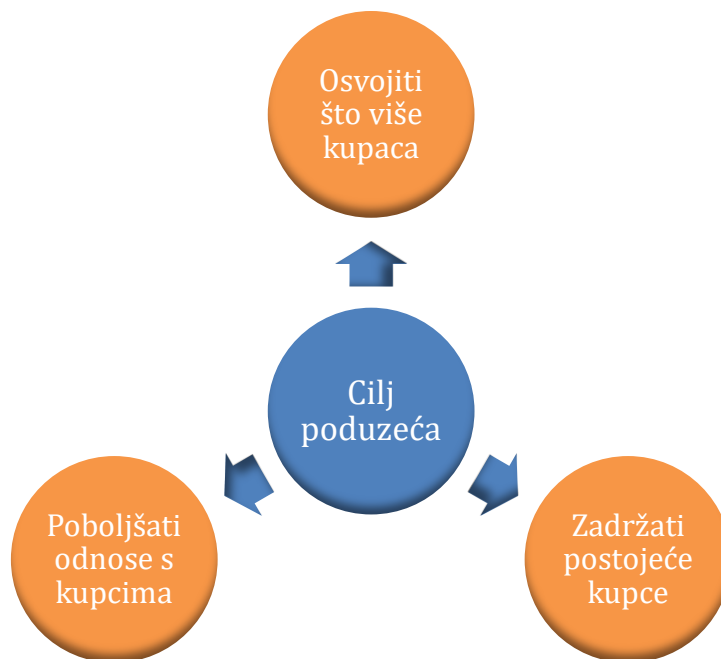 Osvojiti
što više
kupaca
Cilj
poduzeća
Poboljšati
odnose s
kupcima
Zadržati
postojeće
kupce